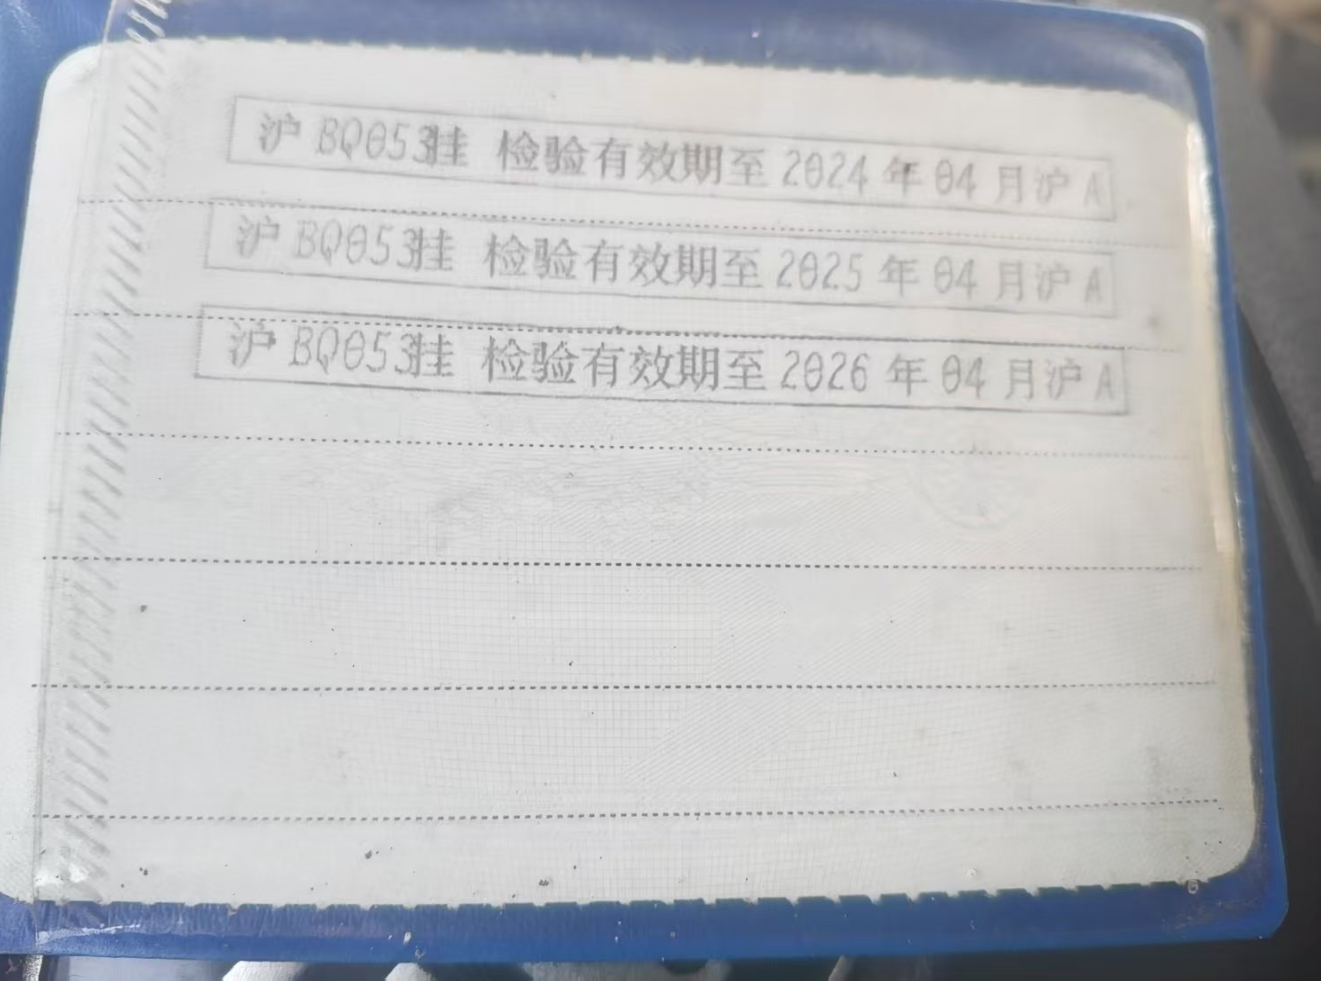 沪 BQ053挂 检验有效期至 2024 年 04 月沪 A
沪 BQ053挂 检验有效期至 2025 年 04 月沪 A
沪 BQ053挂 检验有效期至 2026 年 04 月沪 A